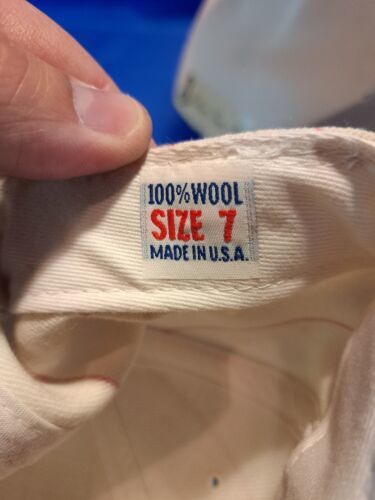 100% WOOL
SIZE 7
MADE IN U.S.A.